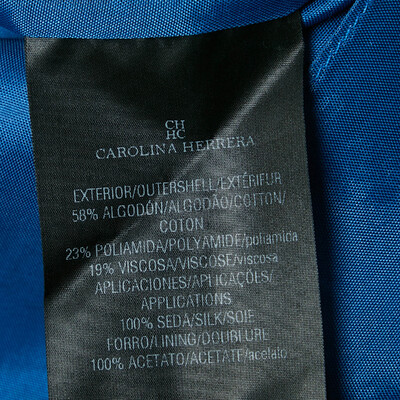 CH
HC
CAROLINA HERRERA
EXTERIOR/OUTERSHELL/EXTÉRIEUR
58% ALGODÓN/ALGODÃO/COTTON/
COTON
23% POLIAMIDA/POLYAMIDE/poliamida
19% VISCOSA/VISCOSE/viscosa
APLICACIONES/APLICAÇÕES/
APPLICATIONS
100% SEDA/SILK/SOIE
FORRO/LINING/DOUBLURE
100% ACETATO/ACETATE/acelato